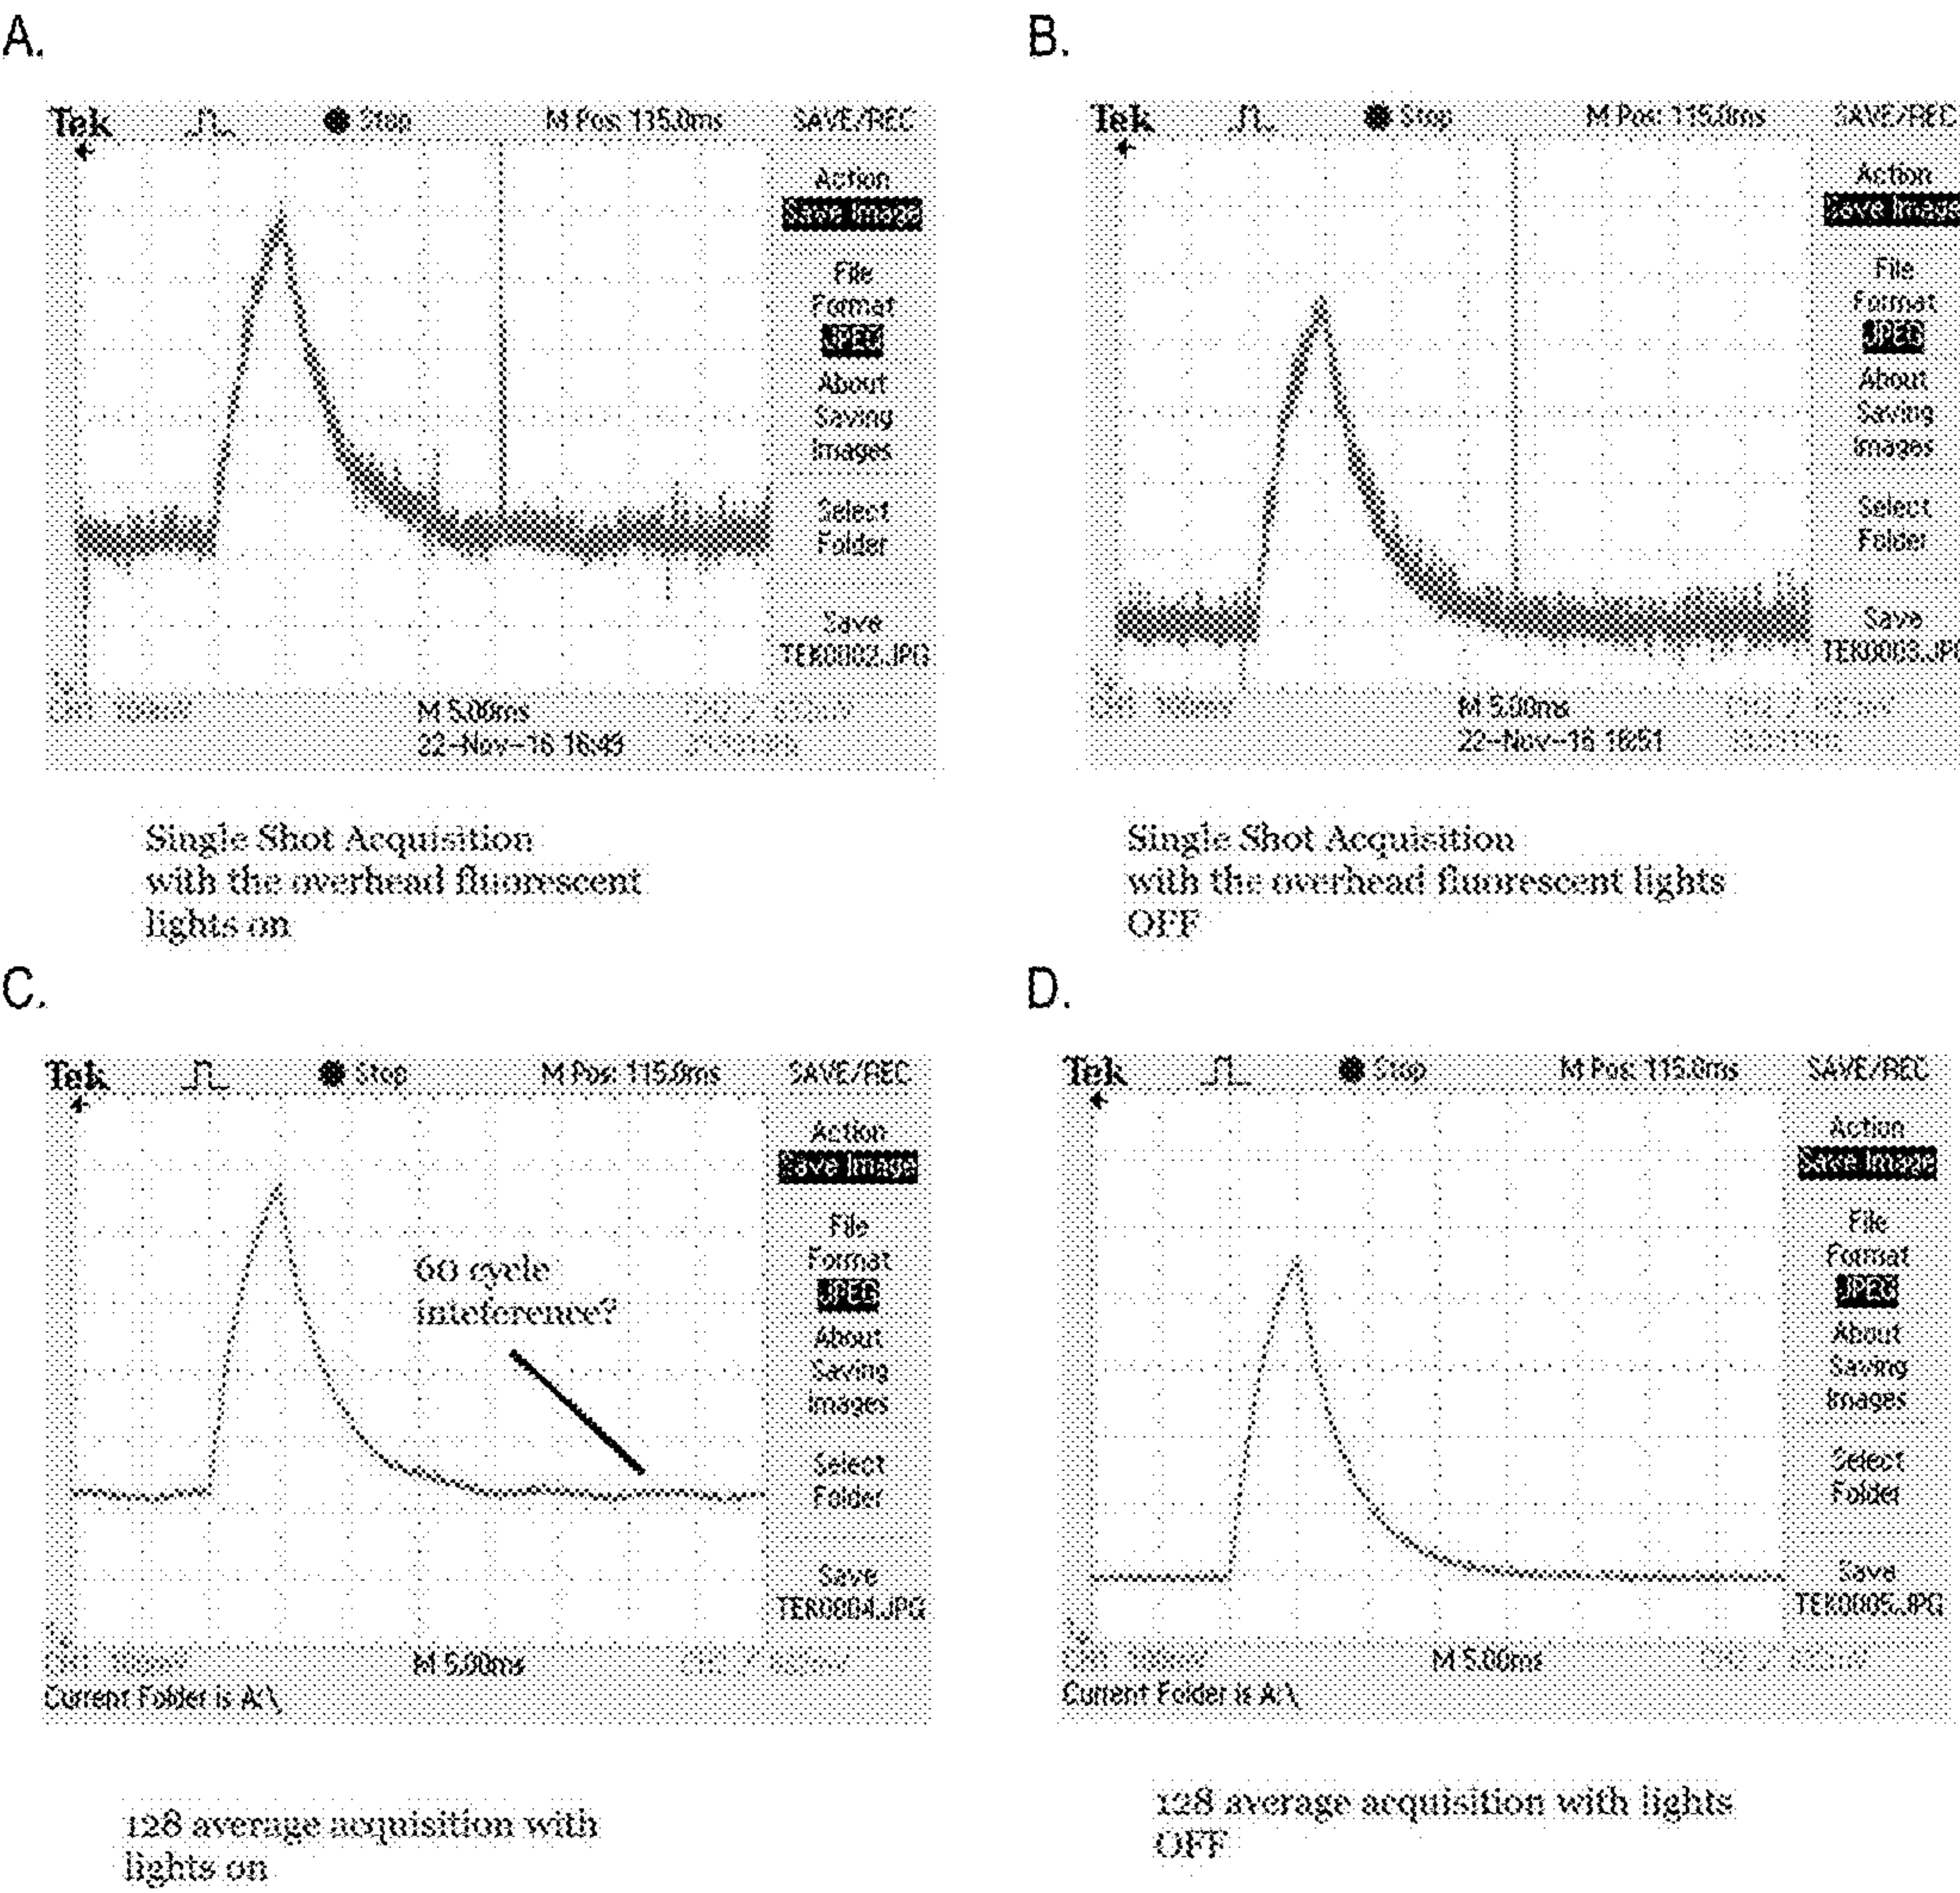 A.
Tek Stop M Pos: 115.0ms SAVE/REC
Action
Save Image
File
Format
JPEG
About
Saving
Images
Select
Folder
Save
TEK0002.JPG
M 5.00ms
22-Nov-16 16:49
Single Shot Acquisition
with the overhead fluorescent
lights on
B.
Tek Stop M Pos: 115.0ms SAVE/REC
Action
Save Image
File
Format
JPEG
About
Saving
Images
Select
Folder
Save
TEK0003.JPG
M 5.00ms
22-Nov-16 16:51
Single Shot Acquisition
with the overhead fluorescent lights
OFF
C.
Tek Stop M Pos: 115.0ms SAVE/REC
Action
Save Image
60 cycle
inteference?
File
Format
JPEG
About
Saving
Images
Select
Folder
Save
TEK0004.JPG
M 5.00ms
Current Folder is A:\
128 average acquisition with
lights on
D.
Tek Stop M Pos: 115.0ms SAVE/REC
Action
Save Image
File
Format
JPEG
About
Saving
Images
Select
Folder
Save
TEK0005.JPG
M 5.00ms
Current Folder is A:\
128 average acquisition with lights
OFF